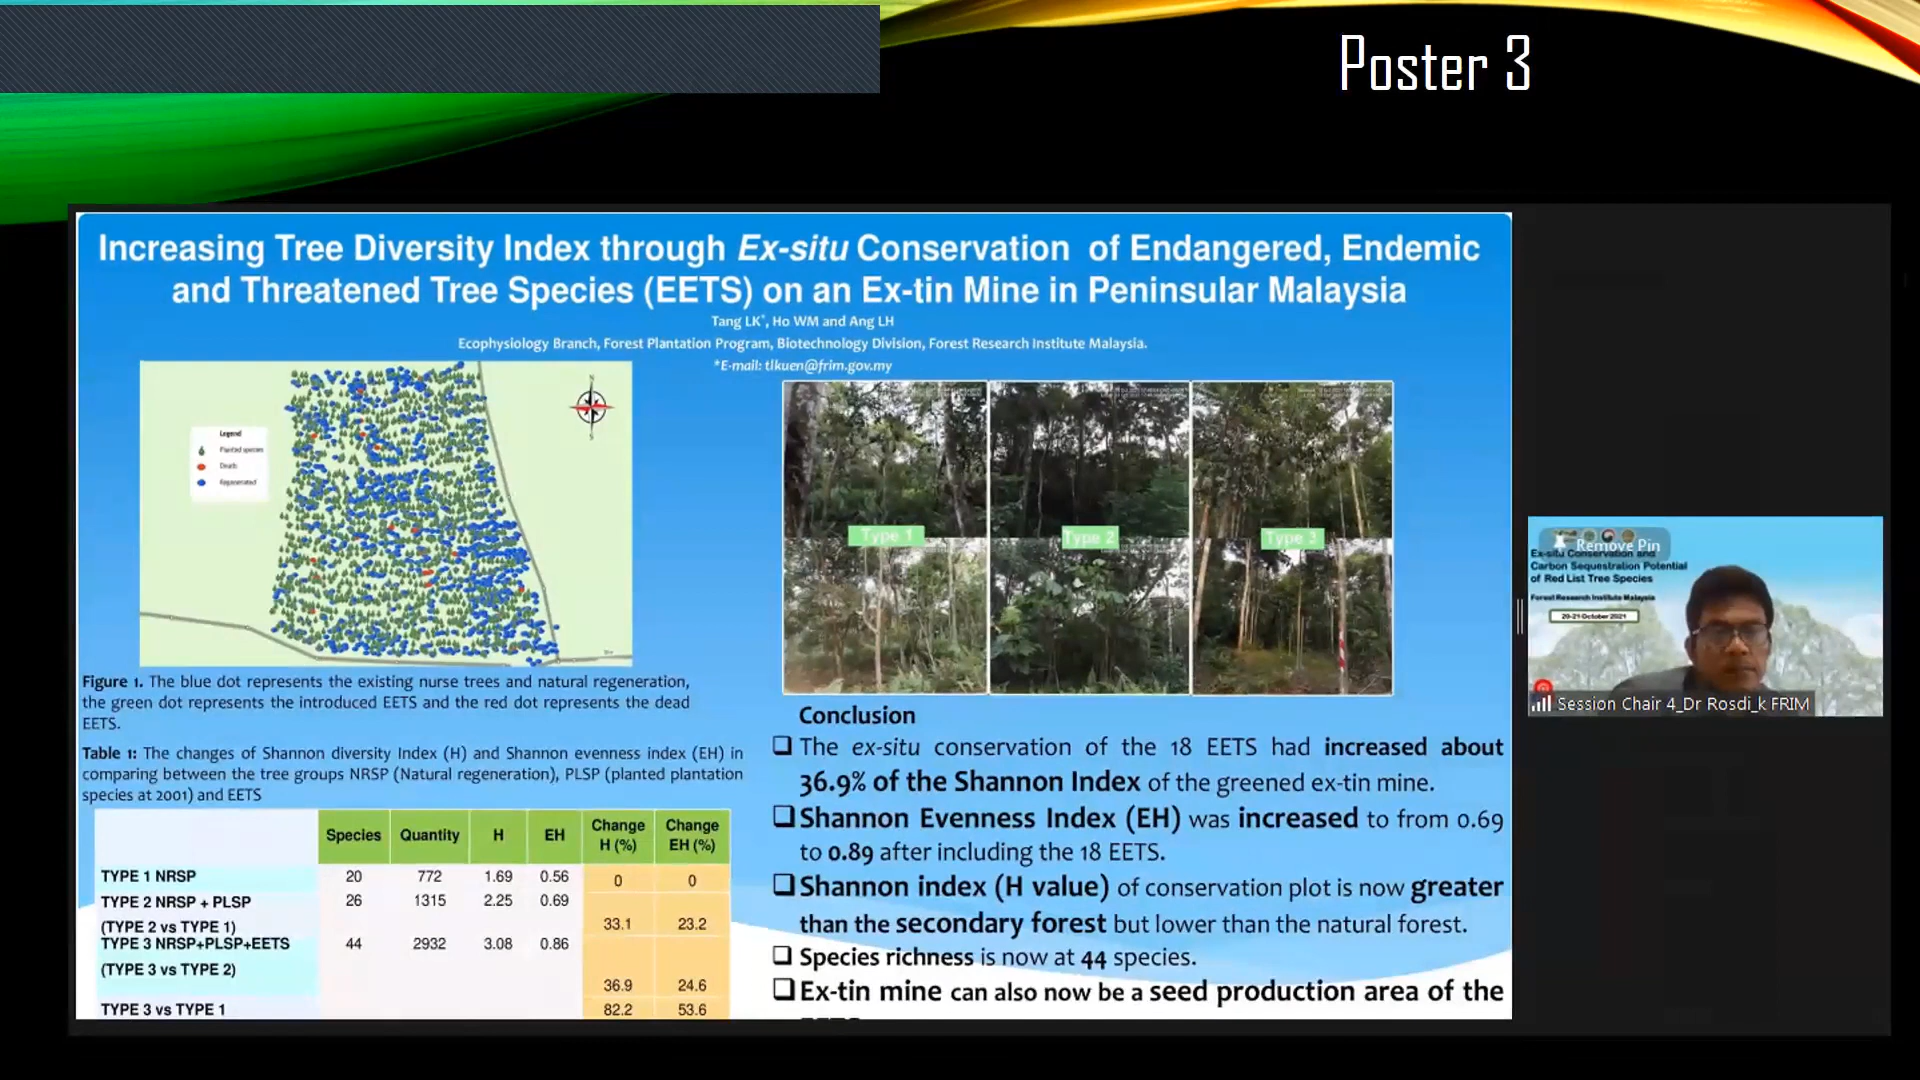 Poster 3
Increasing Tree Diversity Index through Ex-situ Conservation of Endangered, Endemic
and Threatened Tree Species (EETS) on an Ex-tin Mine in Peninsular Malaysia
Tang LK*, Ho WM and Ang LH
Ecophysiology Branch, Forest Plantation Program, Biotechnology Division, Forest Research Institute Malaysia.
*E-mail: tlkuen@frim.gov.my
N
S
Legend
Planted species
Death
Regenerated
Figure 1. The blue dot represents the existing nurse trees and natural regeneration,
the green dot represents the introduced EETS and the red dot represents the dead
EETS.
Table 1: The changes of Shannon diversity Index (H) and Shannon evenness index (EH) in
comparing between the tree groups NRSP (Natural regeneration), PLSP (planted plantation
species at 2001) and EETS
Species Quantity H EH Change H (%) Change EH (%)
TYPE 1 NRSP 20 772 1.69 0.56 0 0
TYPE 2 NRSP + PLSP 26 1315 2.25 0.69
(TYPE 2 vs TYPE 1) 33.1 23.2
TYPE 3 NRSP+PLSP+EETS 44 2932 3.08 0.86
(TYPE 3 vs TYPE 2) 36.9 24.6
TYPE 3 vs TYPE 1 82.2 53.6
Type 1
Type 2
Type 3
Conclusion
❑ The ex-situ conservation of the 18 EETS had increased about
36.9% of the Shannon Index of the greened ex-tin mine.
❑ Shannon Evenness Index (EH) was increased to from 0.69
to 0.89 after including the 18 EETS.
❑ Shannon index (H value) of conservation plot is now greater
than the secondary forest but lower than the natural forest.
❑ Species richness is now at 44 species.
❑ Ex-tin mine can also now be a seed production area of the
Remove Pin
Ex-situ Conservation and
Carbon Sequestration Potential
of Red List Tree Species
Forest Research Institute Malaysia
20-21 October 2021
Session Chair 4_Dr Rosdi_k FRIM